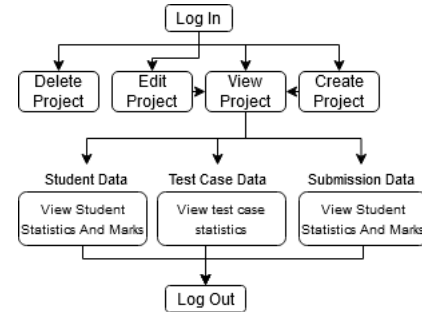 Log In
Delete
Project
Edit
Project
View
Project
Create
Project
Student Data
Test Case Data
Submission Data
View Student
Statistics And Marks
View test case
statistics
View Student
Statistics And Marks
Log Out